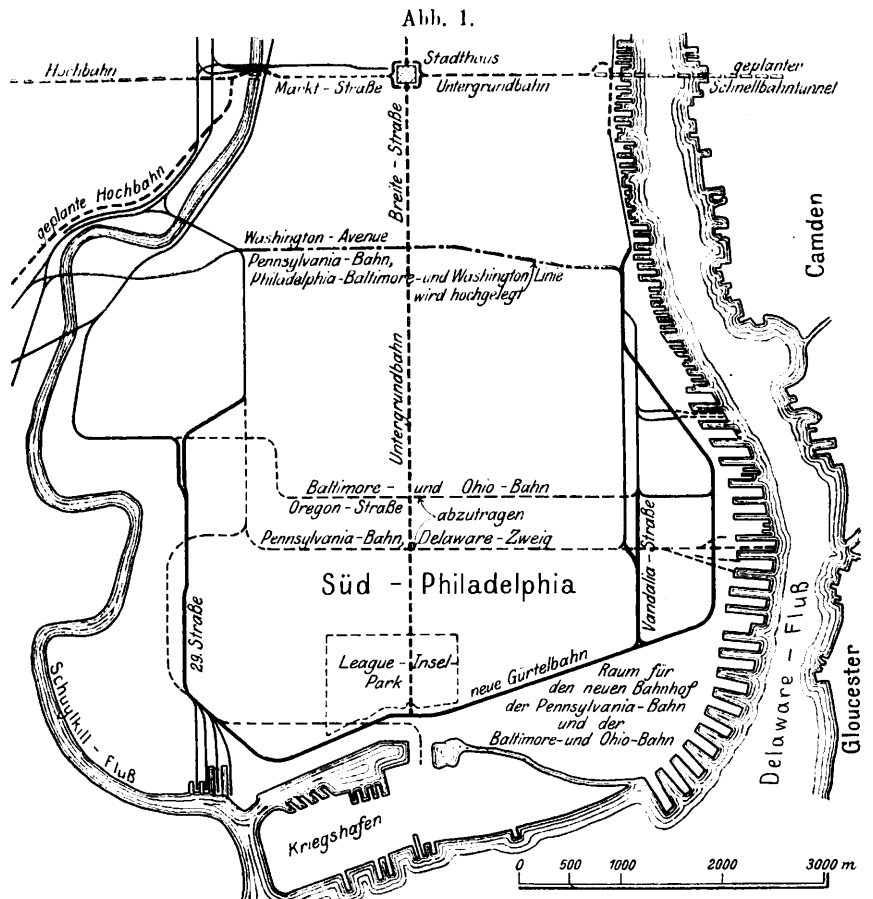 Abb. 1.
Hochbahn
Stadthaus
geplanter
Markt-Straße
Untergrundbahn
Schnellbahntunnel
Breite-Straße
geplante Hochbahn
Camden
Washington-Avenue
Pennsylvania-Bahn,
Philadelphia-Baltimore-und Washington Linie
wird hochgelegt
Untergrundbahn
Baltimore- und Ohio-Bahn
Oregon-Straße
abzutragen
Pennsylvania-Bahn, Delaware-Zweig
Vandalia-Straße
Süd-Philadelphia
29. Straße
League-Insel-
Park
neue Gürtelbahn
Raum für
den neuen Bahnhof
der Pennsylvania-Bahn
und der
Baltimore-und Ohio-Bahn
Schuylkill-Fluß
Delaware-Fluß
Gloucester
Kriegshafen
0 500 1000 2000 3000 m